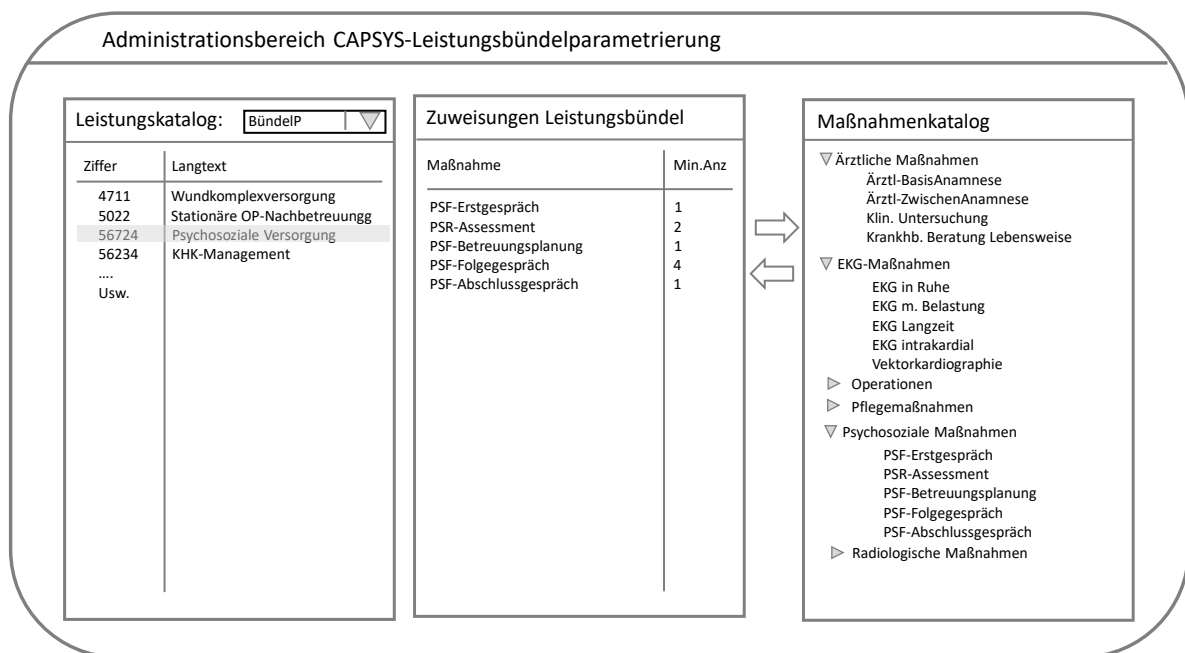 Administrationsbereich CAPSYS-Leistungsbündelparametrierung
Leistungskatalog: BündelP
Ziffer Langtext
4711 Wundkomplexversorgung
5022 Stationäre OP-Nachbetreuungg
56724 Psychosoziale Versorgung
56234 KHK-Management
....
Usw.
Zuweisungen Leistungsbündel
Maßnahme Min.Anz
PSF-Erstgespräch 1
PSR-Assessment 2
PSF-Betreuungsplanung 1
PSF-Folgegespräch 4
PSF-Abschlussgespräch 1
Maßnahmenkatalog
Ärztliche Maßnahmen
Ärztl-BasisAnamnese
Ärztl-ZwischenAnamnese
Klin. Untersuchung
Krankhb. Beratung Lebensweise
EKG-Maßnahmen
EKG in Ruhe
EKG m. Belastung
EKG Langzeit
EKG intrakardial
Vektorkardiographie
Operationen
Pflegemaßnahmen
Psychosoziale Maßnahmen
PSF-Erstgespräch
PSR-Assessment
PSF-Betreuungsplanung
PSF-Folgegespräch
PSF-Abschlussgespräch
Radiologische Maßnahmen